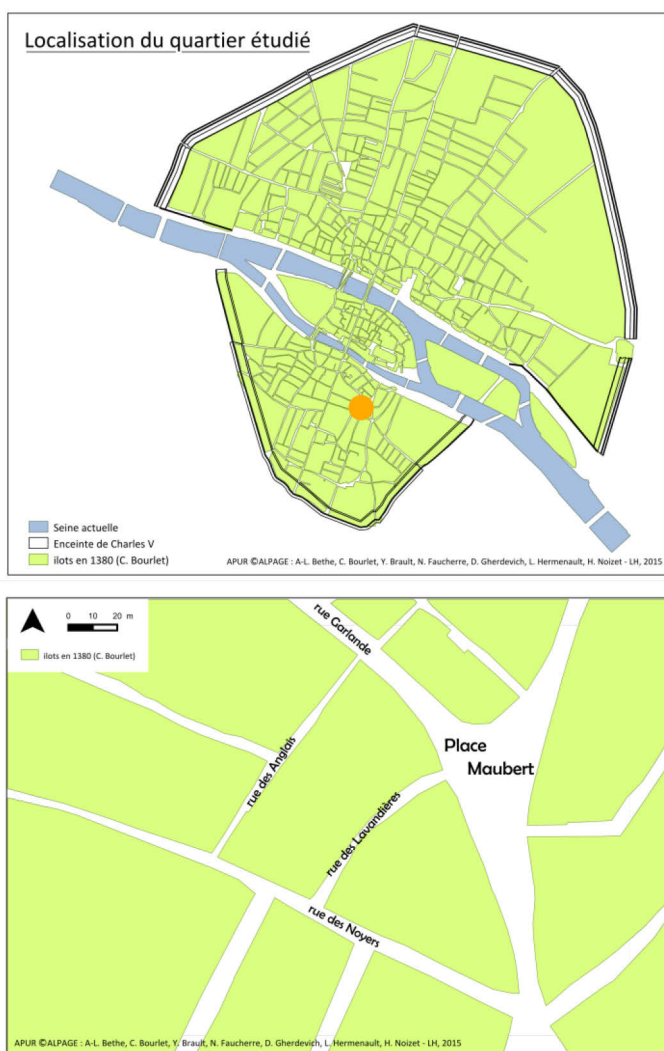 Localisation du quartier étudié
Seine actuelle
Enceinte de Charles V
ilots en 1380 (C. Bourlet)
APUR ©ALPAGE : A-L. Bethe, C. Bourlet, Y. Brault, N. Faucherre, D. Gherdevich, L. Hermenault, H. Noizet - LH, 2015
0 10 20 m
ilots en 1380 (C. Bourlet)
rue Garlande
Place
Maubert
rue des Anglais
rue des Lavandières
rue des Noyers
APUR ©ALPAGE : A-L. Bethe, C. Bourlet, Y. Brault, N. Faucherre, D. Gherdevich, L. Hermenault, H. Noizet - LH, 2015